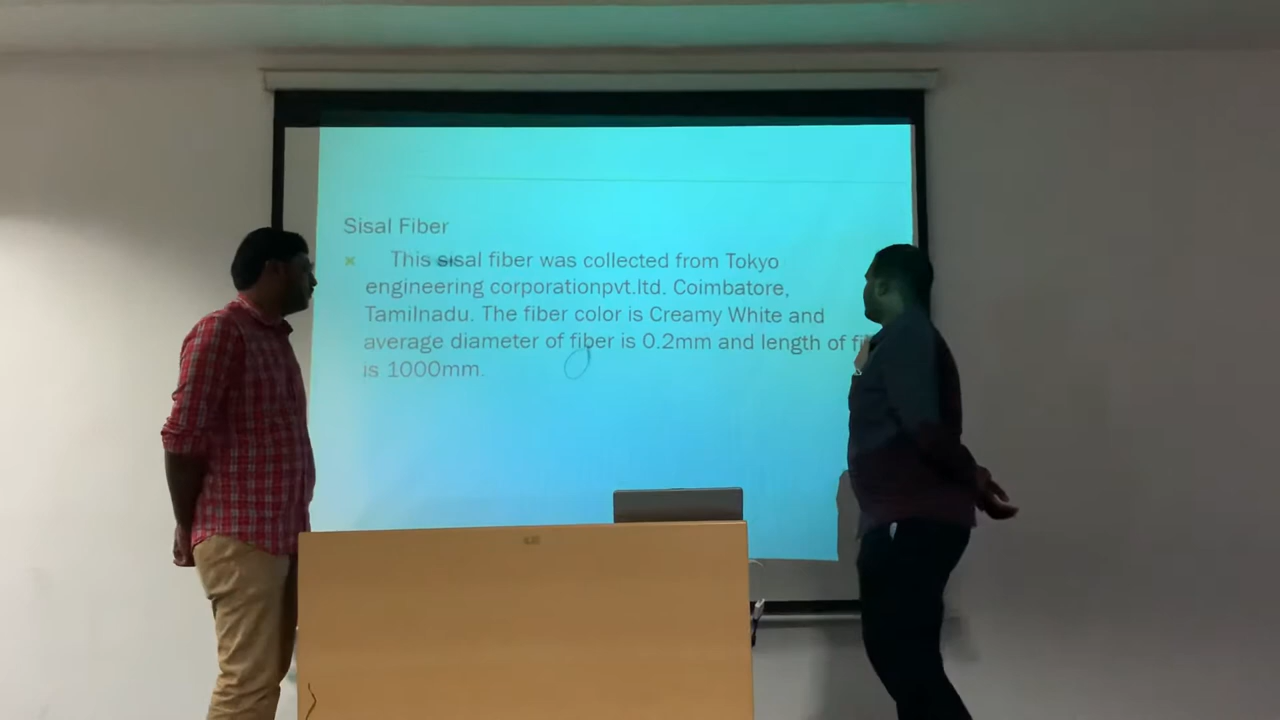 Sisal Fiber
This sisal fiber was collected from Tokyo
engineering corporationpvt.ltd. Coimbatore,
Tamilnadu. The fiber color is Creamy White and
average diameter of fiber is 0.2mm and length of
is 1000mm.